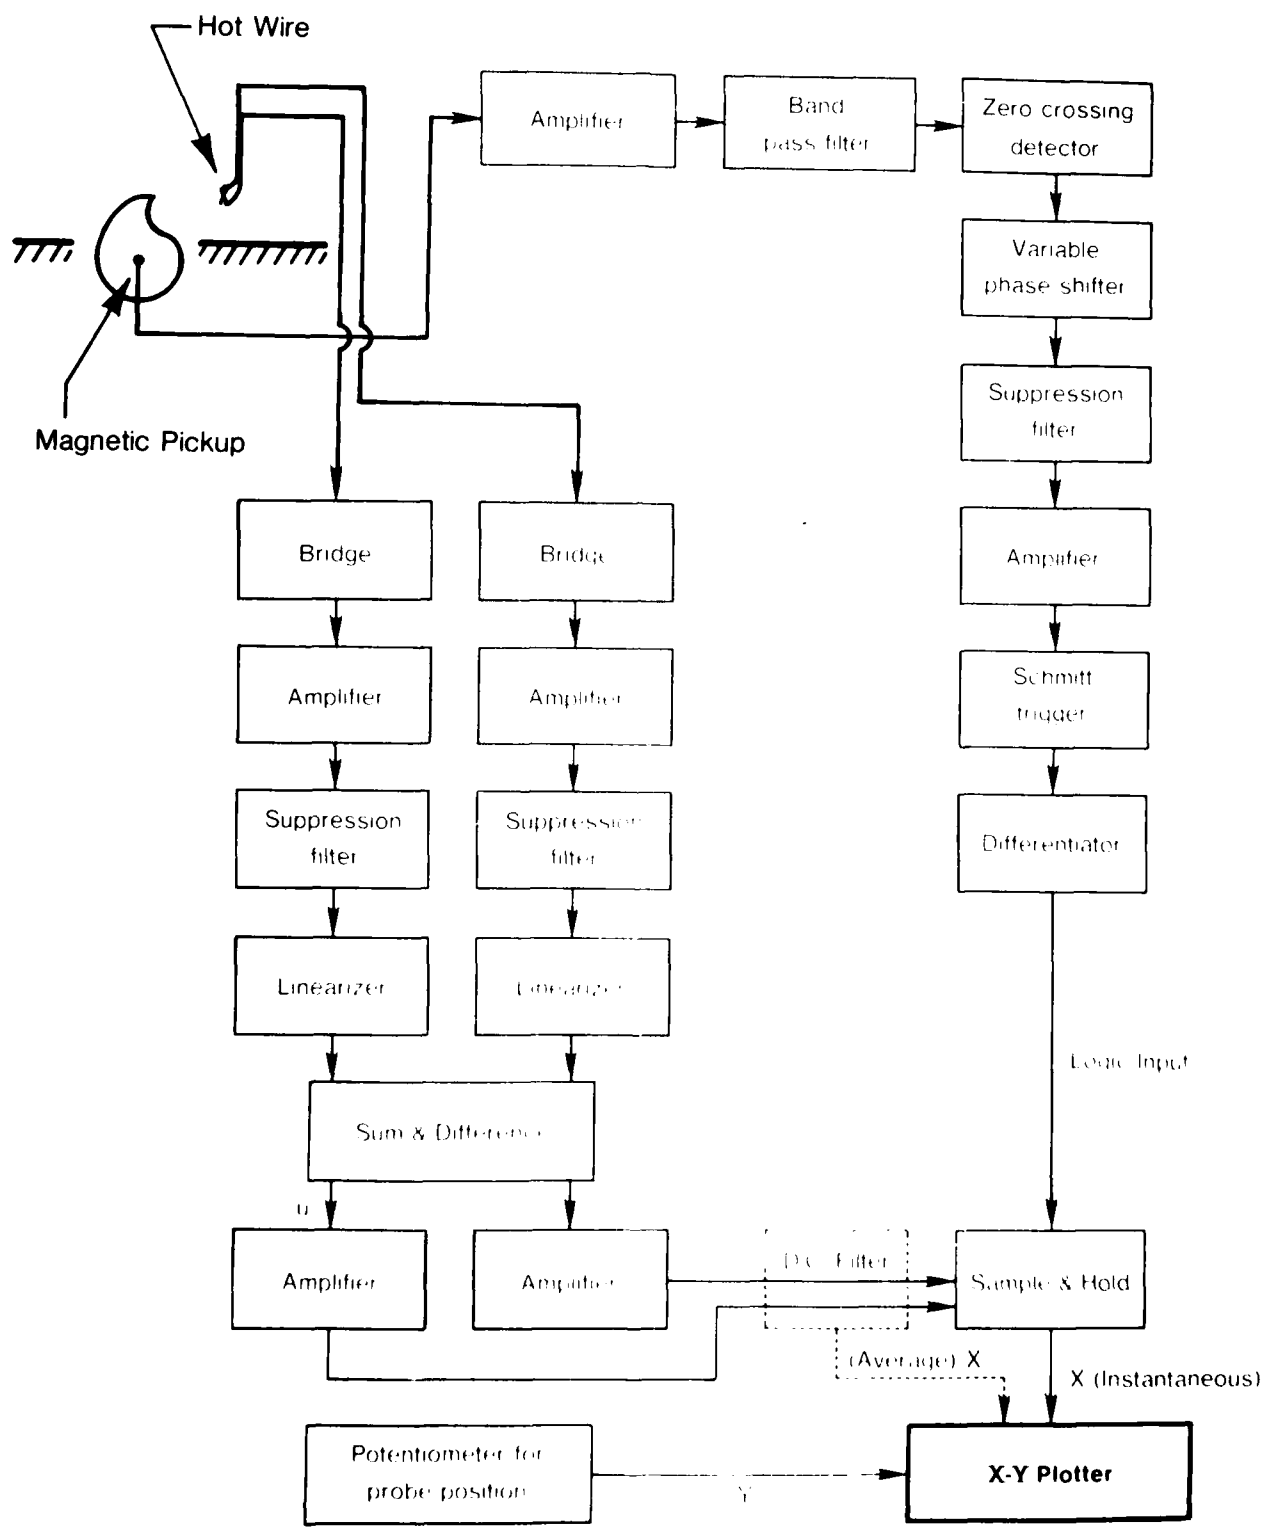 Hot Wire
Magnetic Pickup
Amplifier
Band
pass filter
Zero crossing
detector
Variable
phase shifter
Suppression
filter
Amplifier
Schmitt
trigger
Differentiator
Logic Input
Bridge
Bridge
Amplifier
Amplifier
Suppression
filter
Suppression
filter
Linearizer
Linearizer
Sum & Difference
u
Amplifier
Amplifier
D.C. Filter
Sample & Hold
(Average) X
X (Instantaneous)
Potentiometer for
probe position
Y
X-Y Plotter